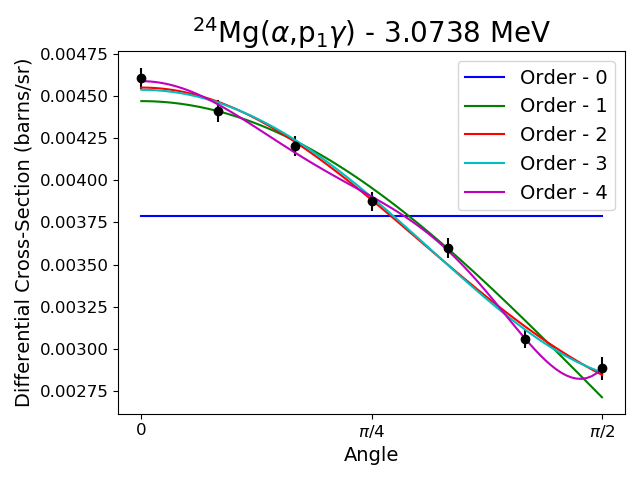 ²⁴Mg(α,p₁γ) - 3.0738 MeV
Differential Cross-Section (barns/sr)
0.00475
0.00450
0.00425
0.00400
0.00375
0.00350
0.00325
0.00300
0.00275
Order - 0
Order - 1
Order - 2
Order - 3
Order - 4
0 π/4 π/2
Angle